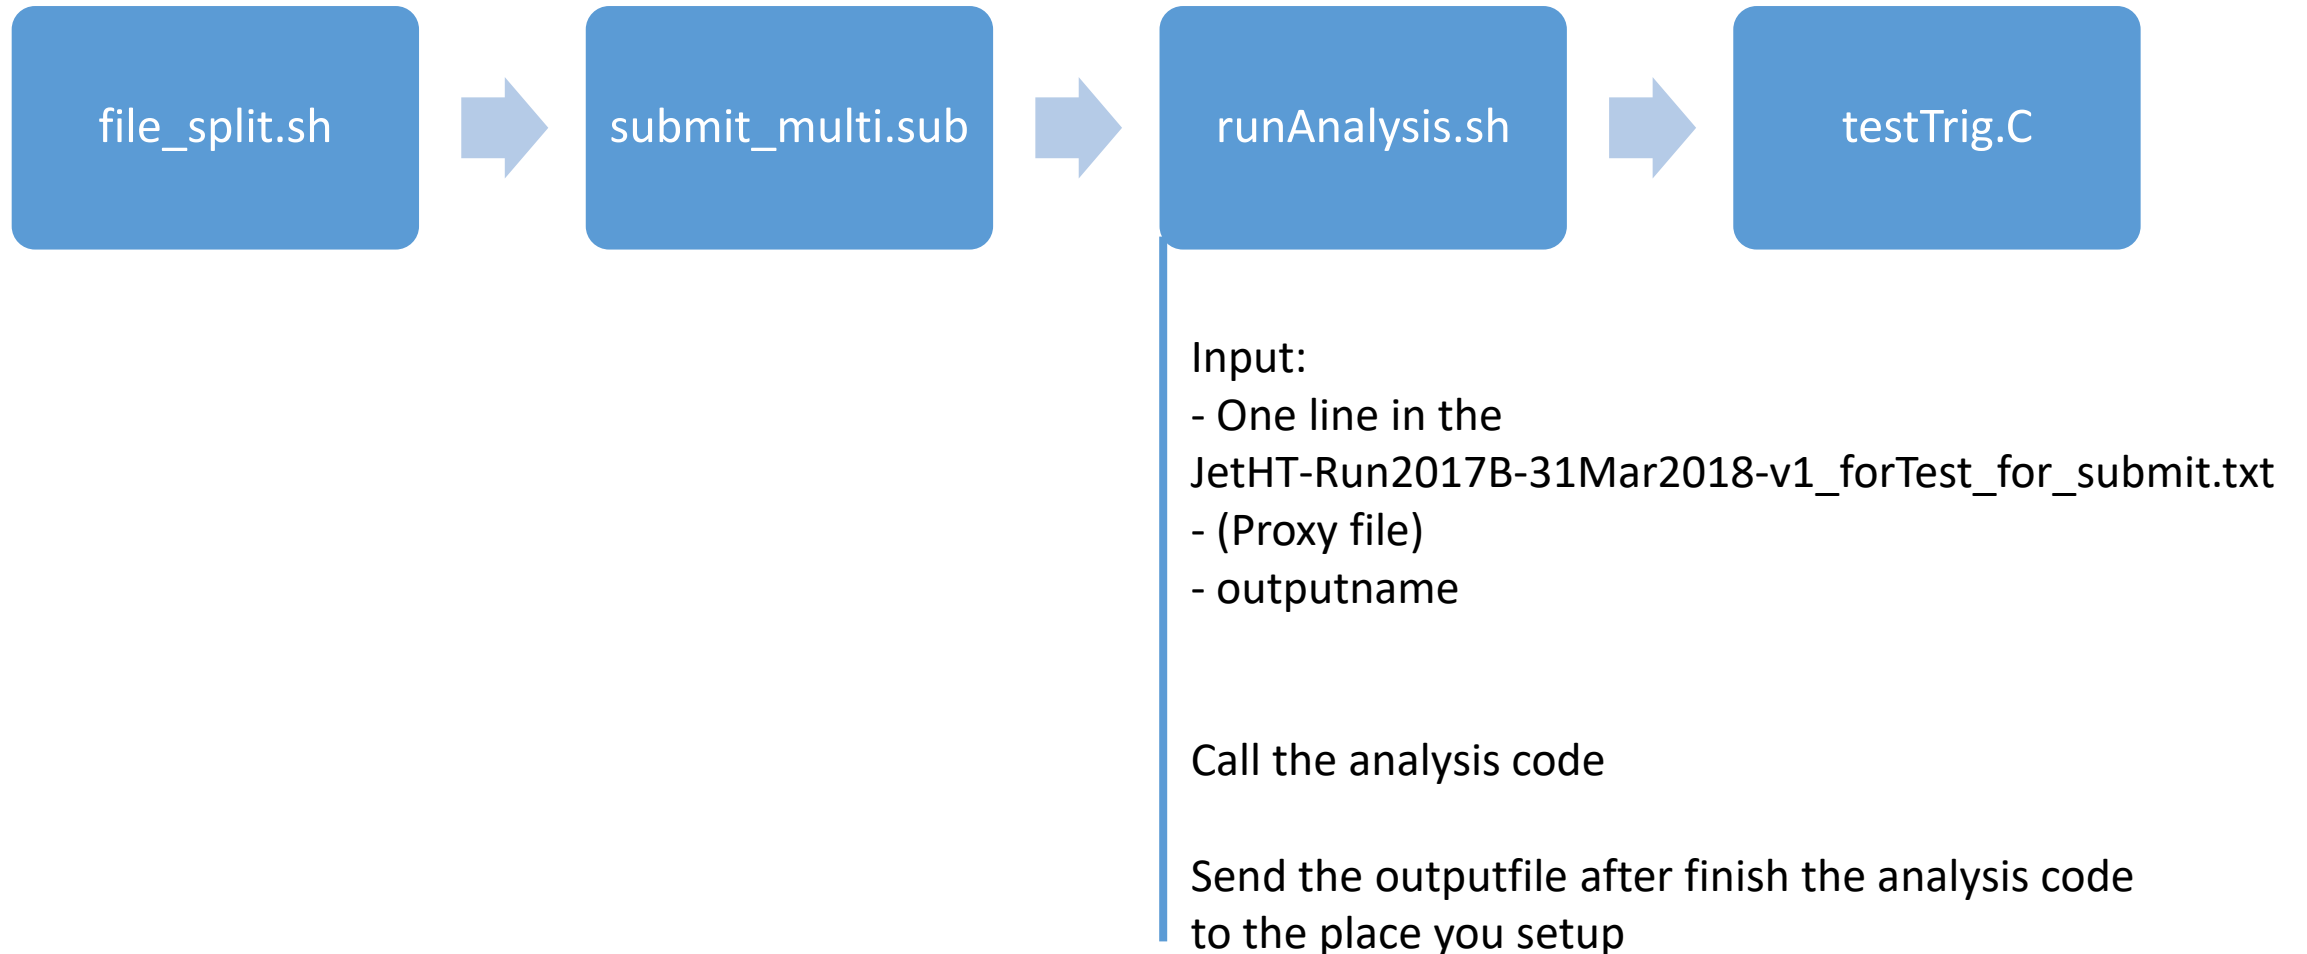 file_split.sh
submit_multi.sub
runAnalysis.sh
testTrig.C
Input:
- One line in the
JetHT-Run2017B-31Mar2018-v1_forTest_for_submit.txt
- (Proxy file)
- outputname
Call the analysis code
Send the outputfile after finish the analysis code
to the place you setup